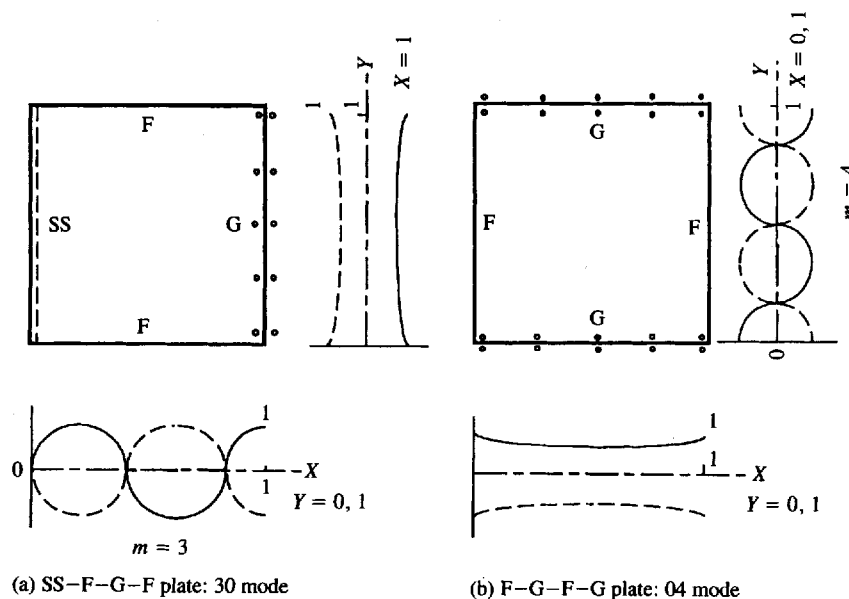 F
SS
G
F
1
1
Y
X = 1
G
F
F
G
1
Y
X = 0, 1
0
m = 4
0
1
1
X
Y = 0, 1
m = 3
1
1
X
Y = 0, 1
(a) SS–F–G–F plate: 30 mode
(b) F–G–F–G plate: 04 mode